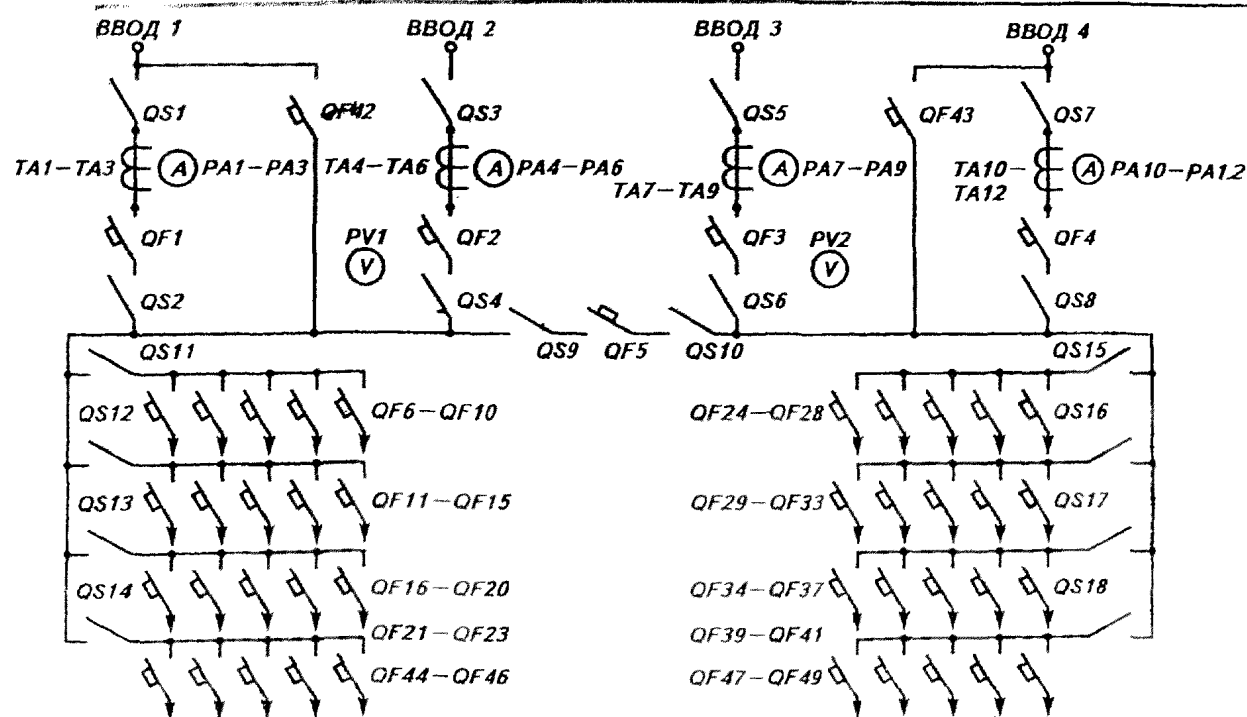 ВВОД 1 ВВОД 2 ВВОД 3 ВВОД 4
QS1 QF42 QS3 QS5 QF43 QS7
TA1-TA3 A PA1-PA3 TA4-TA6 A PA4-PA6 TA7-TA9 A PA7-PA9 TA10-TA12 A PA10-PA12
QF1 PV1 QF2 QF3 PV2 QF4
V V
QS2 QS4 QS6 QS8
QS11 QS9 QF5 QS10 QS15
QS12 QF6-QF10 QF24-QF28 QS16
QS13 QF11-QF15 QF29-QF33 QS17
QS14 QF16-QF20 QF34-QF37 QS18
QF21-QF23 QF39-QF41
QF44-QF46 QF47-QF49